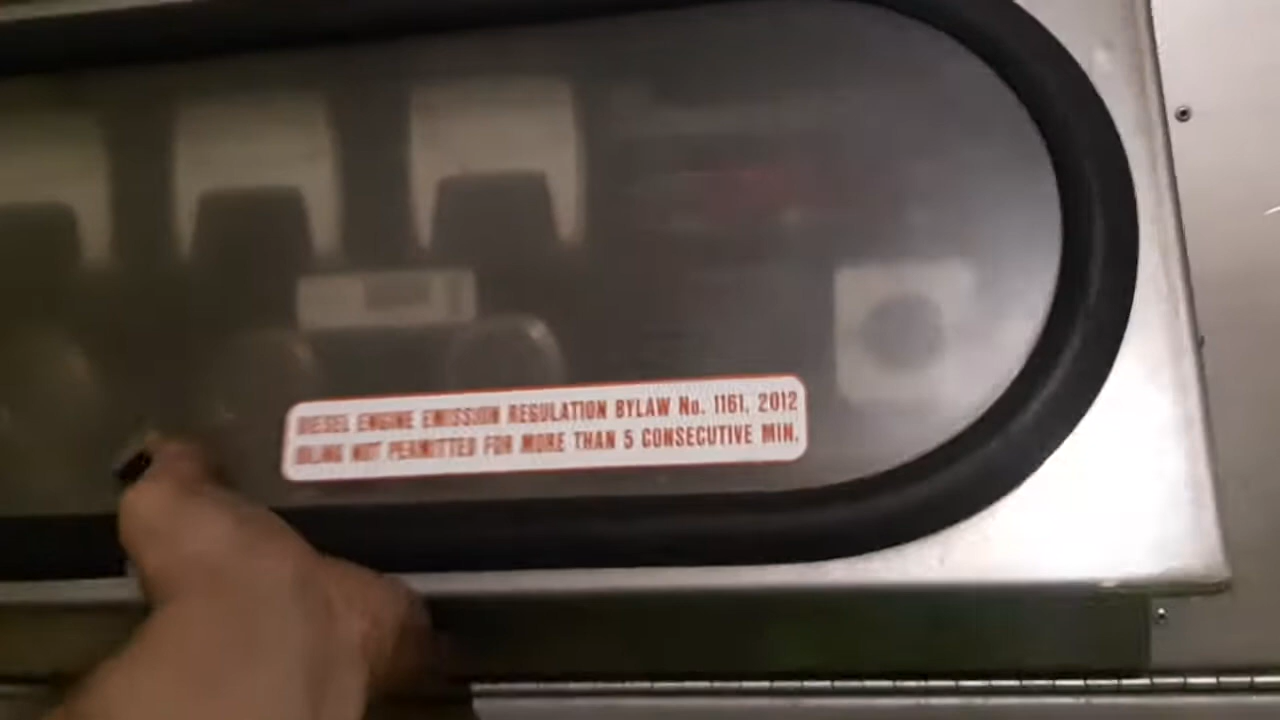 DIESEL ENGINE EMISSION REGULATION BYLAW No. 1161, 2012
IDLING NOT PERMITTED FOR MORE THAN 5 CONSECUTIVE MIN.